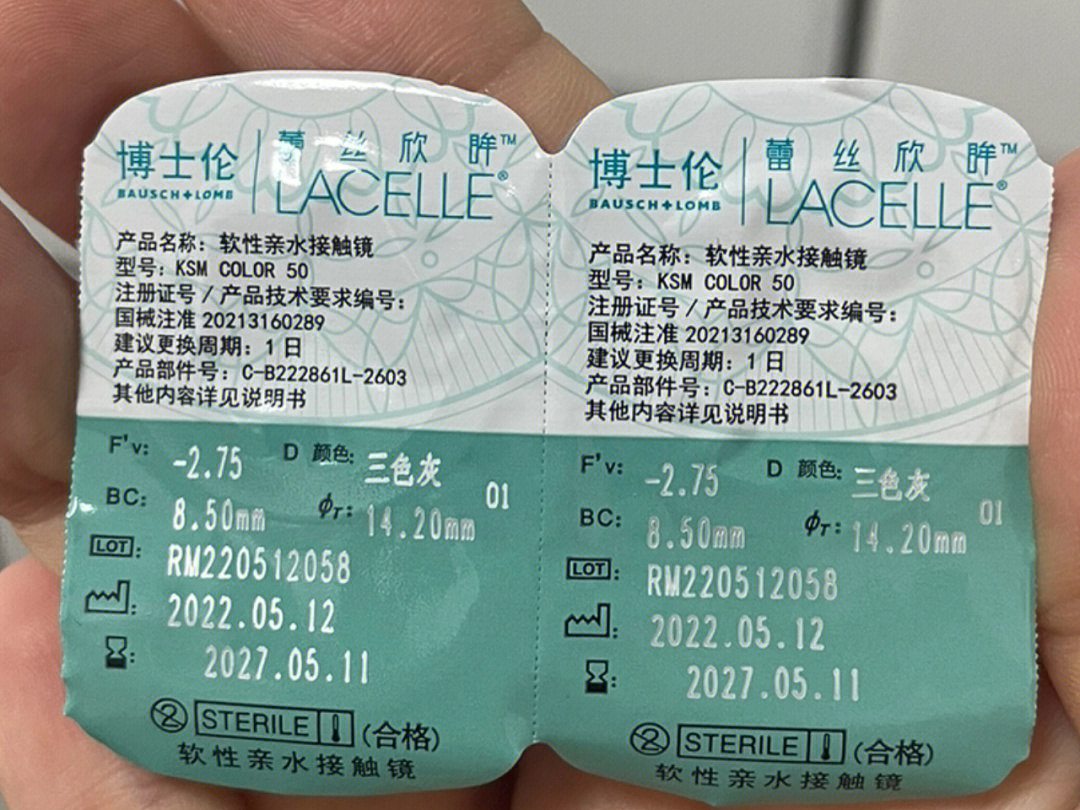 博士伦
BAUSCH+LOMB
蕾丝欣眸™
LACELLE®
产品名称：软性亲水接触镜
型号：KSM COLOR 50
注册证号/产品技术要求编号：
国械注准 20213160289
建议更换周期：1 日
产品部件号：C-B222861L-2603
其他内容详见说明书
F'v: -2.75 D 颜色: 三色灰
BC: 8.50mm ϕT: 14.20mm 01
LOT: RM220512058
2022.05.12
2027.05.11
2 STERILE (合格)
软性亲水接触镜
博士伦
BAUSCH+LOMB
蕾丝欣眸™
LACELLE®
产品名称：软性亲水接触镜
型号：KSM COLOR 50
注册证号/产品技术要求编号：
国械注准 20213160289
建议更换周期：1 日
产品部件号：C-B222861L-2603
其他内容详见说明书
F'v: -2.75 D 颜色: 三色灰
BC: 8.50mm ϕT: 14.20mm 01
LOT: RM220512058
2022.05.12
2027.05.11
2 STERILE (合格)
软性亲水接触镜